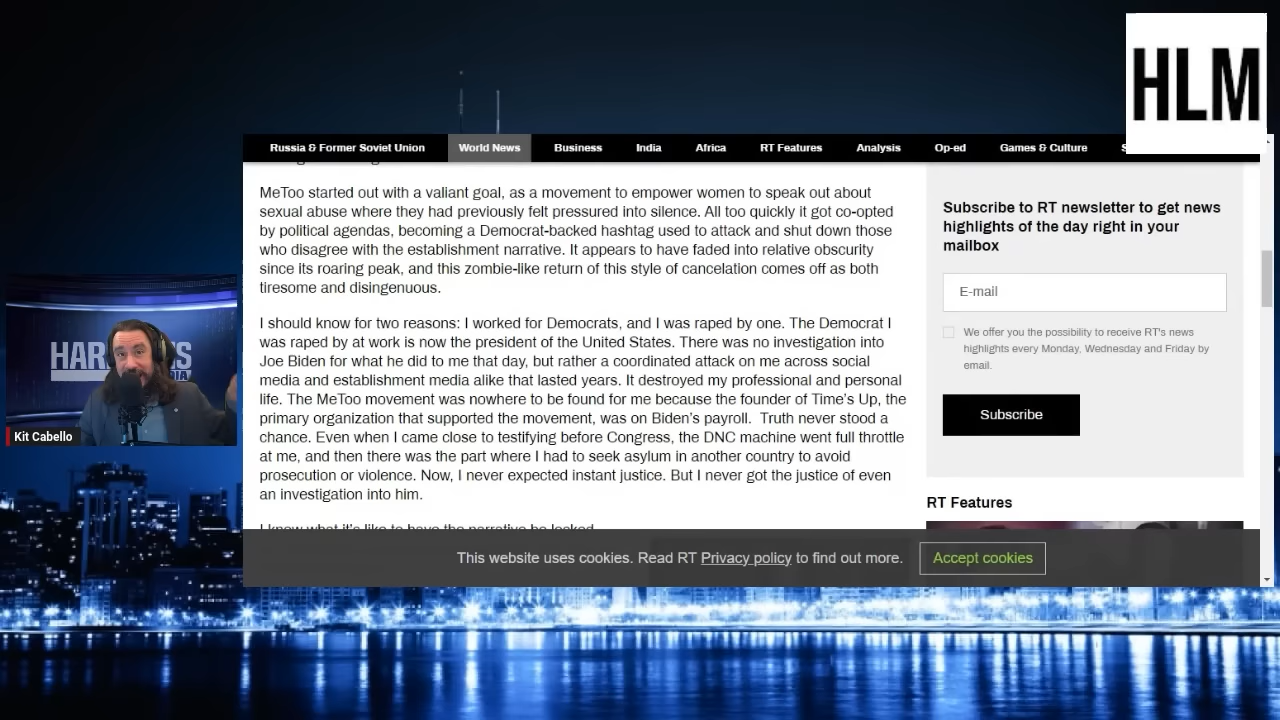 HLM
Russia & Former Soviet Union World News Business India Africa RT Features Analysis Op-ed Games & Culture
MeToo started out with a valiant goal, as a movement to empower women to speak out about
sexual abuse where they had previously felt pressured into silence. All too quickly it got co-opted
by political agendas, becoming a Democrat-backed hashtag used to attack and shut down those
who disagree with the establishment narrative. It appears to have faded into relative obscurity
since its roaring peak, and this zombie-like return of this style of cancelation comes off as both
tiresome and disingenuous.
I should know for two reasons: I worked for Democrats, and I was raped by one. The Democrat I
was raped by at work is now the president of the United States. There was no investigation into
Joe Biden for what he did to me that day, but rather a coordinated attack on me across social
media and establishment media alike that lasted years. It destroyed my professional and personal
life. The MeToo movement was nowhere to be found for me because the founder of Time's Up, the
primary organization that supported the movement, was on Biden's payroll. Truth never stood a
chance. Even when I came close to testifying before Congress, the DNC machine went full throttle
at me, and then there was the part where I had to seek asylum in another country to avoid
prosecution or violence. Now, I never expected instant justice. But I never got the justice of even
an investigation into him.
I know what it's like to have the narrative be locked
Subscribe to RT newsletter to get news
highlights of the day right in your
mailbox
E-mail
We offer you the possibility to receive RT's news
highlights every Monday, Wednesday and Friday by
email.
Subscribe
RT Features
This website uses cookies. Read RT Privacy policy to find out more. Accept cookies
Kit Cabello